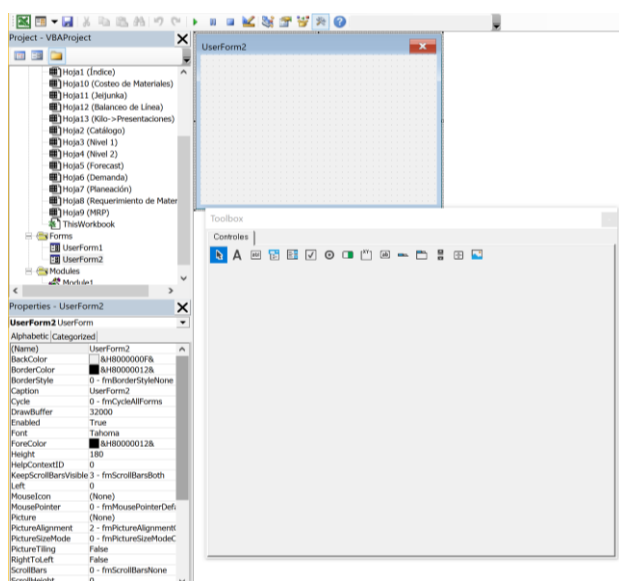 Project - VBAProject
Hoja1 (Índice)
Hoja10 (Costeo de Materiales)
Hoja11 (Jeijunka)
Hoja12 (Balanceo de Línea)
Hoja13 (Kilo->Presentaciones)
Hoja2 (Catálogo)
Hoja3 (Nivel 1)
Hoja4 (Nivel 2)
Hoja5 (Forecast)
Hoja6 (Demanda)
Hoja7 (Planeación)
Hoja8 (Requerimiento de Mater
Hoja9 (MRP)
ThisWorkbook
Forms
UserForm1
UserForm2
Modules
Module1
Properties - UserForm2
UserForm2 UserForm
Alphabetic Categorized
(Name) UserForm2
BackColor &H8000000F&
BorderColor &H80000012&
BorderStyle 0 - fmBorderStyleNone
Caption UserForm2
Cycle 0 - fmCycleAllForms
DrawBuffer 32000
Enabled True
Font Tahoma
ForeColor &H80000012&
Height 180
HelpContextID 0
KeepScrollBarsVisible 3 - fmScrollBarsBoth
Left 0
MouseIcon (None)
MousePointer 0 - fmMousePointerDefa
Picture (None)
PictureAlignment 2 - fmPictureAlignmentC
PictureSizeMode 0 - fmPictureSizeModeC
PictureTiling False
RightToLeft False
ScrollBars 0 - fmScrollBarsNone
ScrollHeight 0
UserForm2
Toolbox
Controles